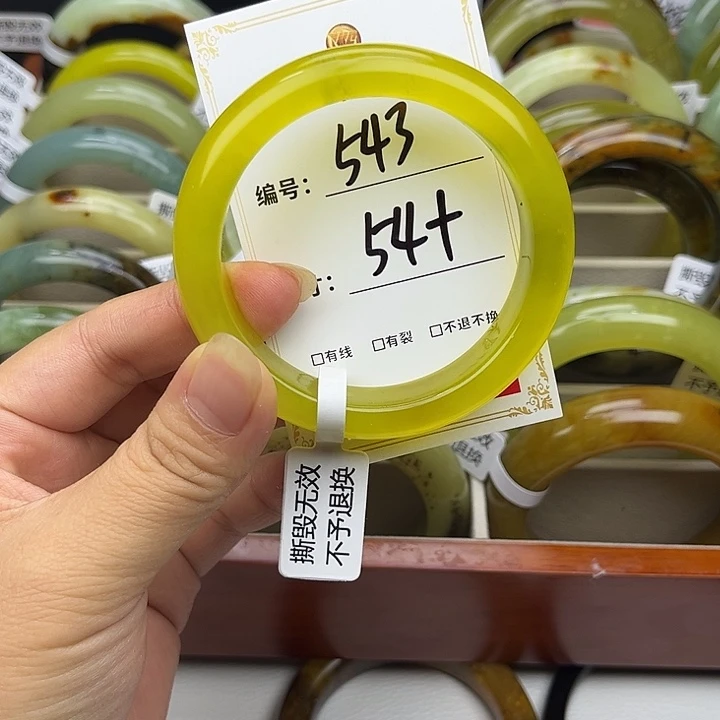 编号: 543
寸: 54+
□有线 □有裂 □不退不换
撕毁无效
不予退换